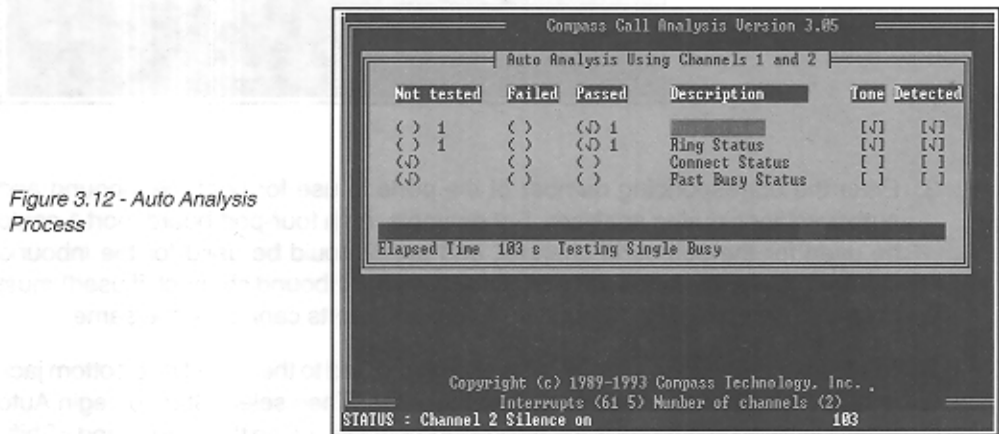 Figure 3.12 - Auto Analysis
Process
Compass Call Analysis Version 3.05
Auto Analysis Using Channels 1 and 2
Not tested Failed Passed Description Tone Detected
( ) 1 ( ) (√) 1 [√] [√]
( ) 1 ( ) (√) 1 Ring Status [√] [√]
(√) ( ) ( ) Connect Status [ ] [ ]
(√) ( ) ( ) Fast Busy Status [ ] [ ]
Elapsed Time 103 s Testing Single Busy
Copyright (c) 1989-1993 Compass Technology, Inc.
Interrupts (61 5) Number of channels (2)
STATUS : Channel 2 Silence on 103